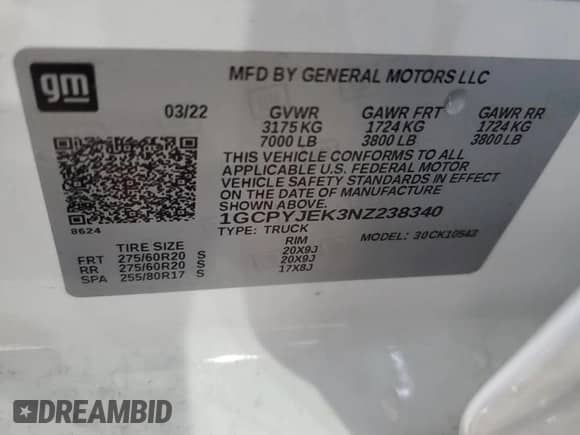 gm
MFD BY GENERAL MOTORS LLC
03/22 GVWR GAWR FRT GAWR RR
3175 KG 1724 KG 1724 KG
7000 LB 3800 LB 3800 LB
THIS VEHICLE CONFORMS TO ALL
APPLICABLE U.S. FEDERAL MOTOR
VEHICLE SAFETY STANDARDS IN EFFECT
ON THE DATE OF MANUFACTURE
SHOWN ABOVE.
1GCPYJEK3NZ238340
8624
TYPE: TRUCK MODEL: 30CK10543
TIRE SIZE RIM
FRT 275/60R20 S 20X9J
RR 275/60R20 S 20X9J
SPA 255/80R17 S 17X8J
DREAMBID